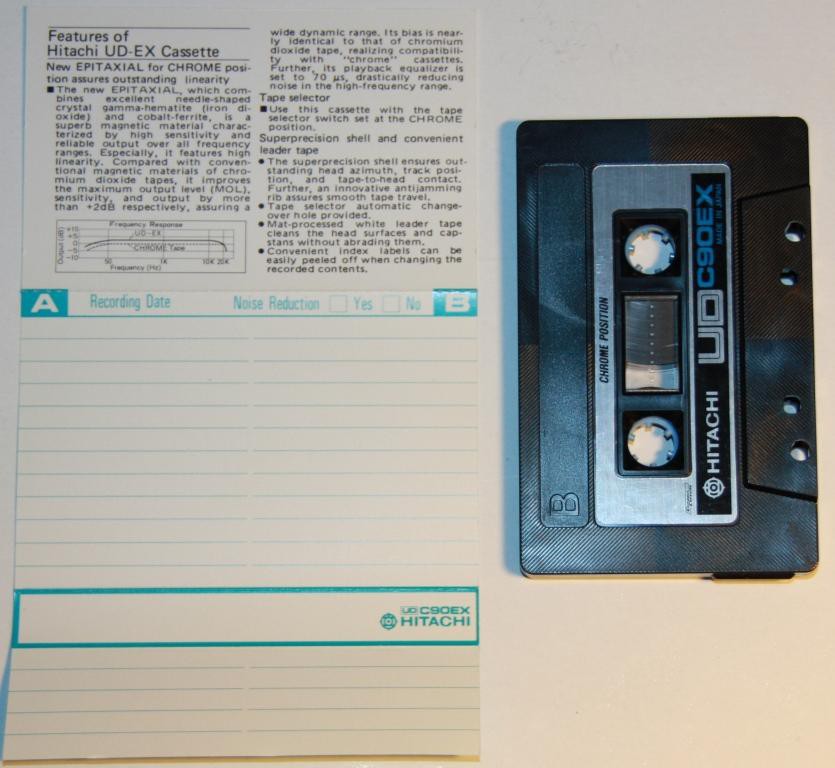 Features of
Hitachi UD-EX Cassette
New EPITAXIAL for CHROME posi-
tion assures outstanding linearity
■ The new EPITAXIAL, which com-
bines excellent needle-shaped
crystal gamma-hematite (iron di-
oxide) and cobalt-ferrite, is a
superb magnetic material charac-
terized by high sensitivity and
reliable output over all frequency
ranges. Especially, it features high
linearity. Compared with conven-
tional magnetic materials of chro-
mium dioxide tapes, it improves
the maximum output level (MOL),
sensitivity, and output by more
than +2dB respectively, assuring a
Frequency Response
Output (dB)
+10
+5
0
-5
-10
UD-EX
CHROME Tape
50 1K 10K 20K
Frequency (Hz)
wide dynamic range. Its bias is near-
ly identical to that of chromium
dioxide tape, realizing compatibili-
ty with "chrome" cassettes.
Further, its playback equalizer is
set to 70 μs, drastically reducing
noise in the high-frequency range.
Tape selector
■ Use this cassette with the tape
selector switch set at the CHROME
position.
Superprecision shell and convenient
leader tape
● The superprecision shell ensures out-
standing head azimuth, track posi-
tion, and tape-to-head contact.
Further, an innovative antijamming
rib assures smooth tape travel.
● Tape selector automatic change-
over hole provided.
● Mat-processed white leader tape
cleans the head surfaces and cap-
stans without abrading them.
● Convenient index labels can be
easily peeled off when changing the
recorded contents.
A Recording Date Noise Reduction Yes No B
UD C90EX
HITACHI
B
CHROME POSITION
HITACHI UD C90EX
MADE IN JAPAN